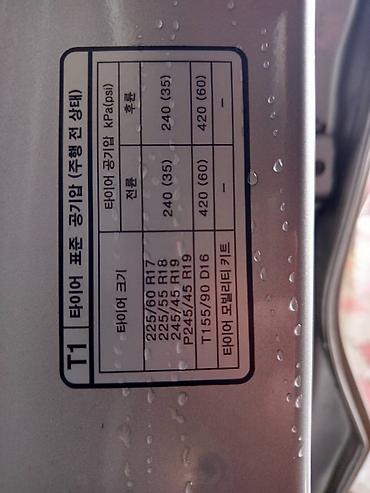 T1 타이어 표준 공기압 (주행 전 상태)
타이어 크기 타이어 공기압 kPa(psi)
전륜 후륜
225/60 R17
225/55 R18
245/45 R19
P245/45 R19
240 (35) 240 (35)
T155/90 D16 420 (60) 420 (60)
타이어 모빌리티 키트 – –